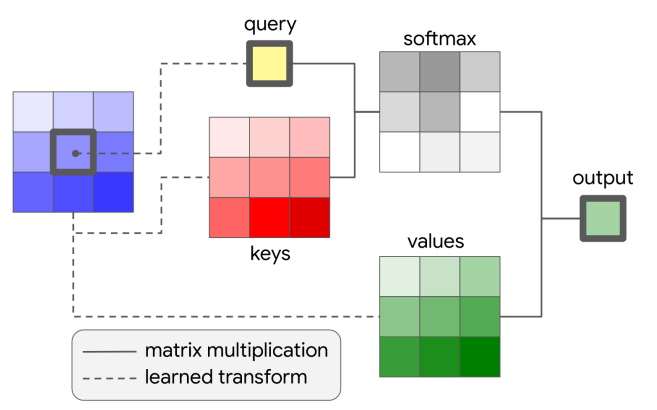 query
softmax
keys
output
values
matrix multiplication
learned transform